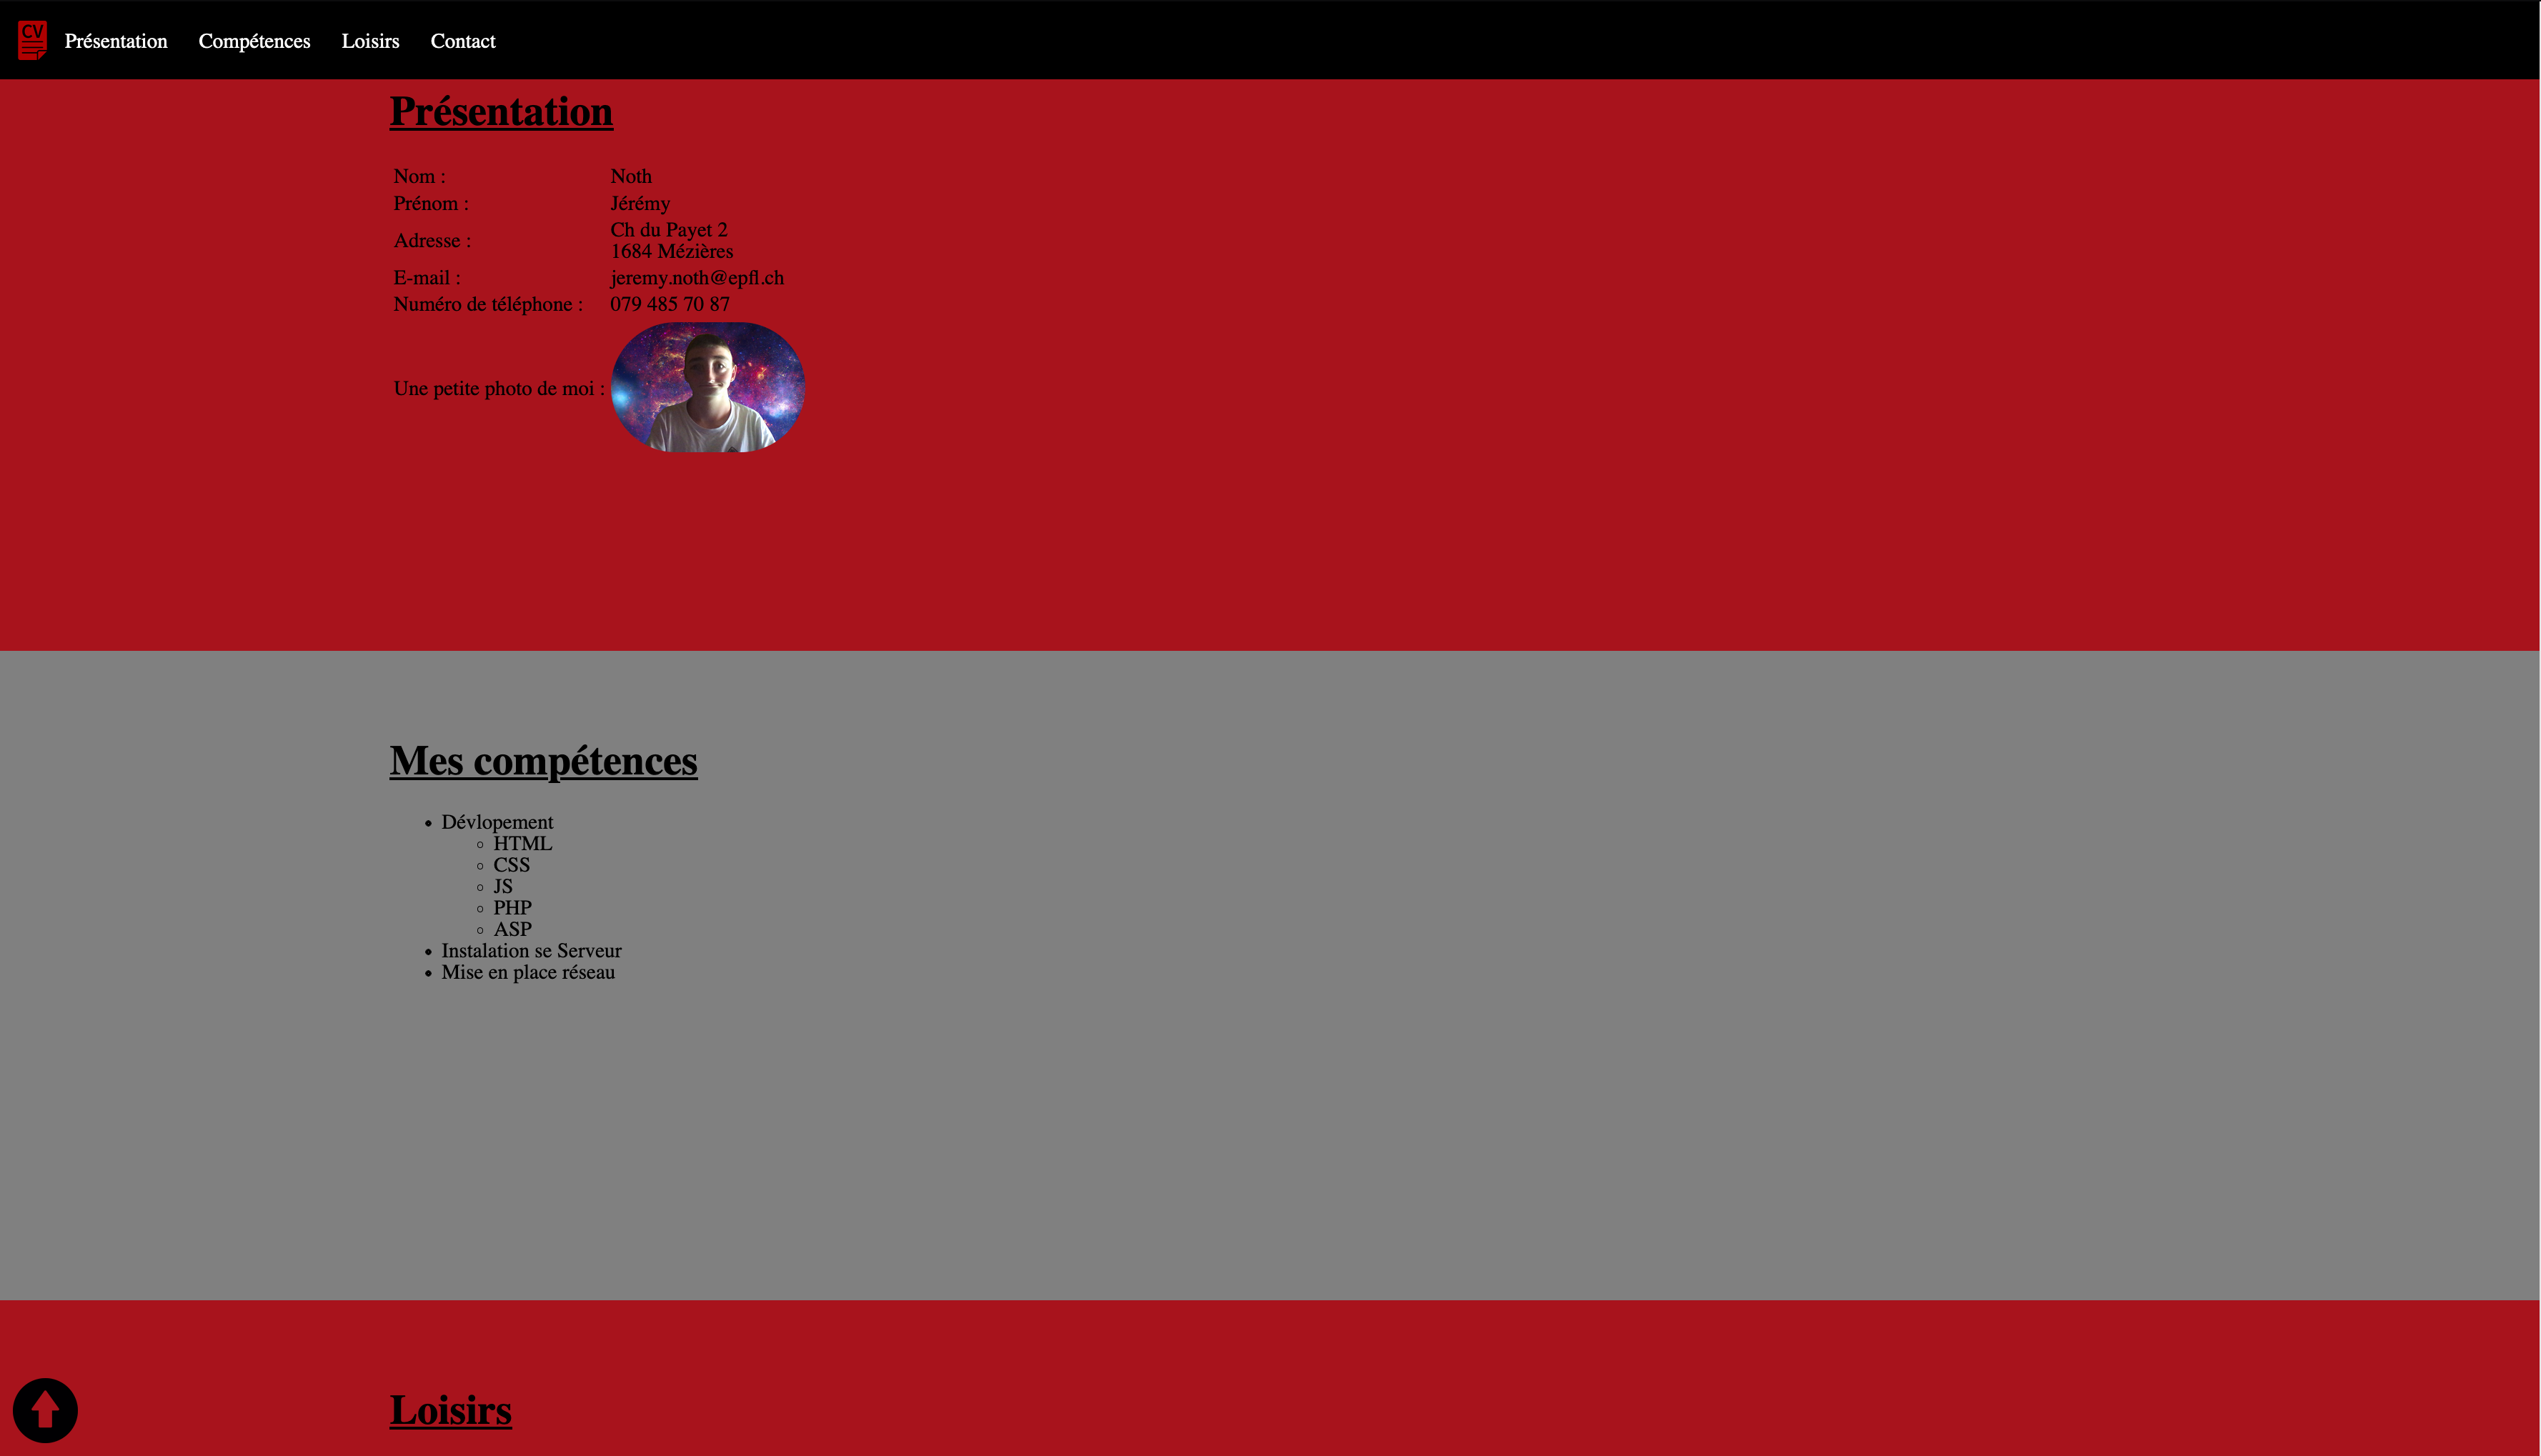 CV
Présentation Compétences Loisirs Contact
Présentation
Nom : Noth
Prénom : Jérémy
Adresse : Ch du Payet 2
1684 Mézières
E-mail : jeremy.noth@epfl.ch
Numéro de téléphone : 079 485 70 87
Une petite photo de moi :
Mes compétences
Dévlopement
HTML
CSS
JS
PHP
ASP
Instalation se Serveur
Mise en place réseau
Loisirs